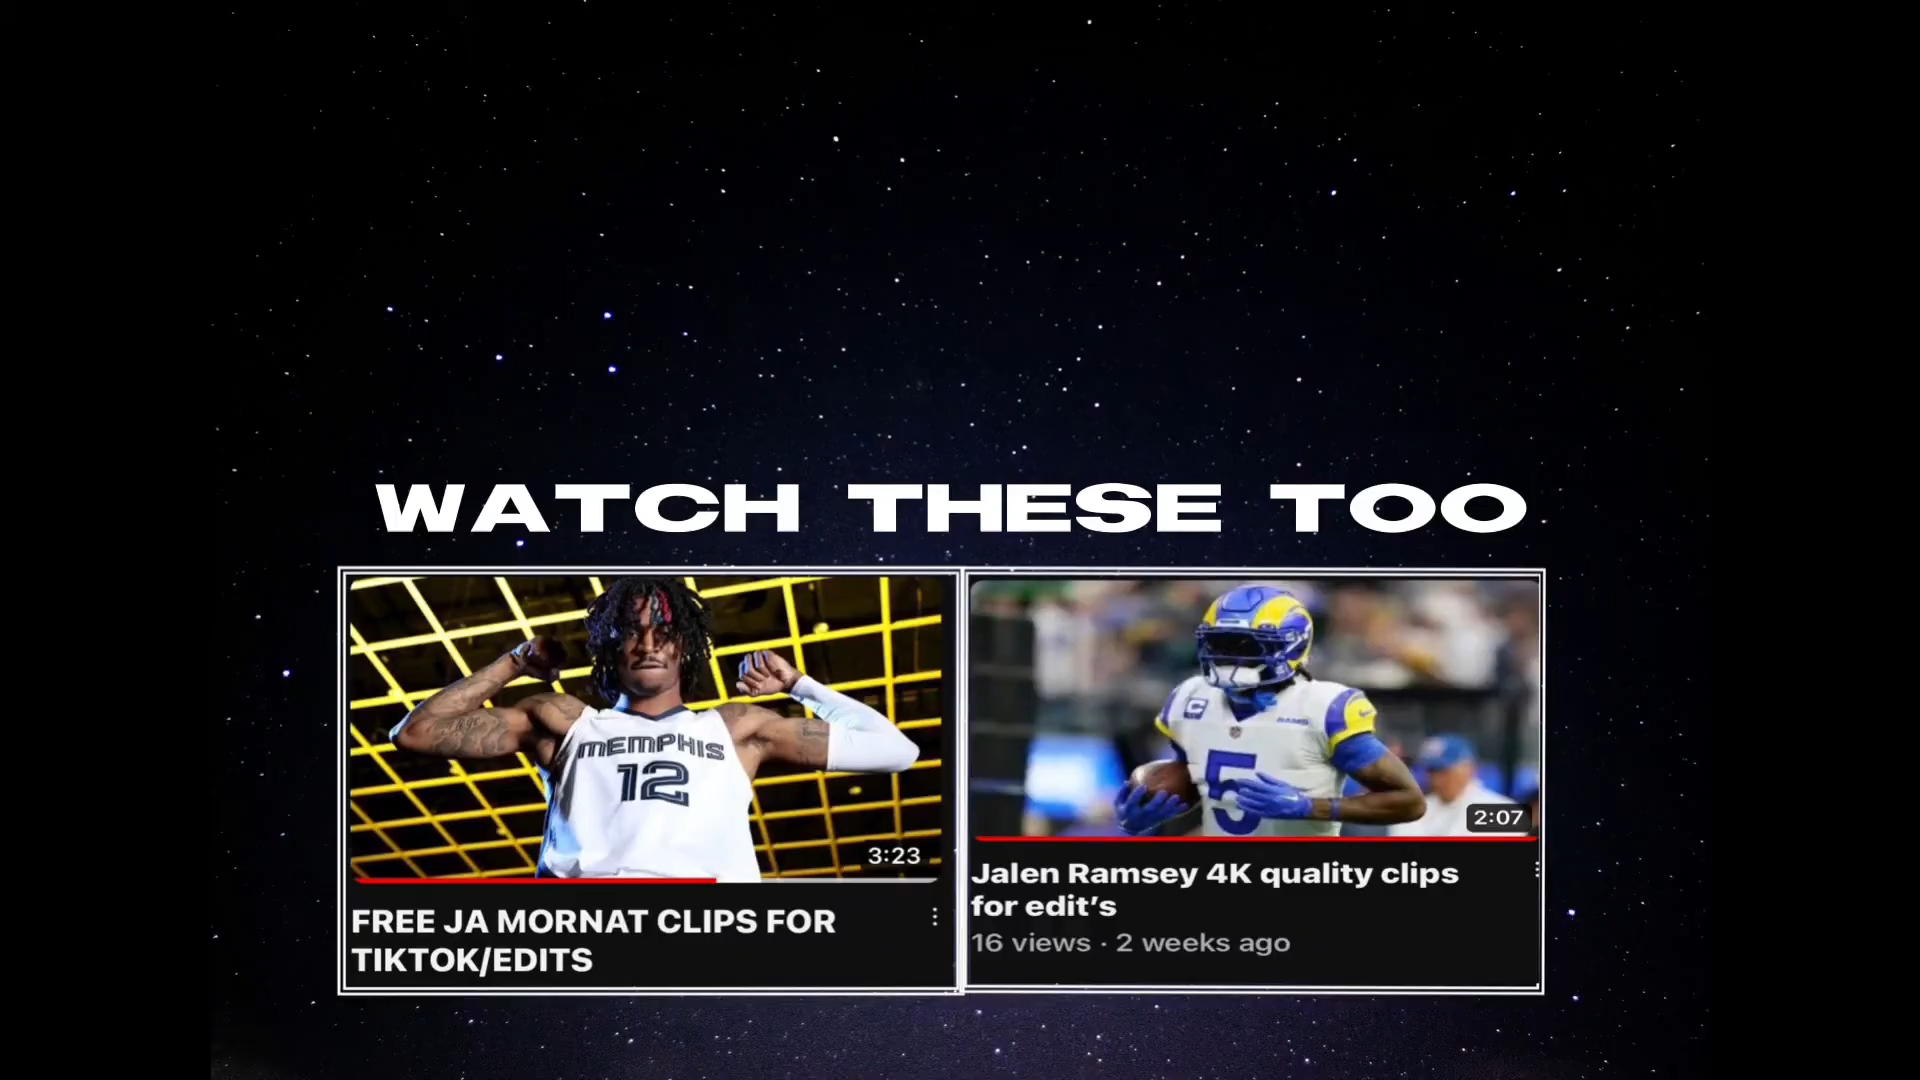 WATCH THESE TOO
MEMPHIS
12
3:23
FREE JA MORNAT CLIPS FOR
TIKTOK/EDITS
C
RAMS
5
2:07
Jalen Ramsey 4K quality clips
for edit's
16 views · 2 weeks ago